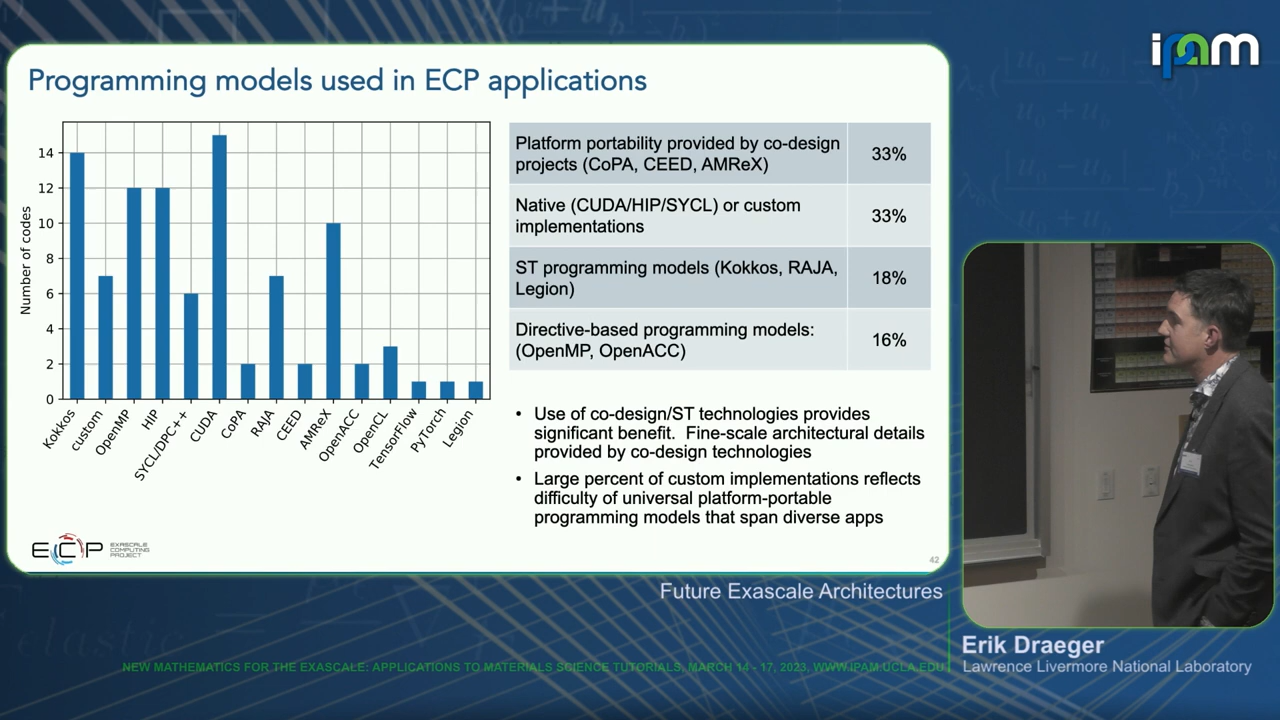 ipam
Programming models used in ECP applications
Number of codes
14
12
10
8
6
4
2
0
Kokkos
custom
OpenMP
HIP
SYCL/DPC++
CUDA
CoPA
RAJA
CEED
AMReX
OpenACC
OpenCL
TensorFlow
PyTorch
Legion
Platform portability provided by co-design
projects (CoPA, CEED, AMReX)
33%
Native (CUDA/HIP/SYCL) or custom
implementations
33%
ST programming models (Kokkos, RAJA,
Legion)
18%
Directive-based programming models:
(OpenMP, OpenACC)
16%
• Use of co-design/ST technologies provides
significant benefit. Fine-scale architectural details
provided by co-design technologies
• Large percent of custom implementations reflects
difficulty of universal platform-portable
programming models that span diverse apps
ECP
EXASCALE
COMPUTING
PROJECT
42
Future Exascale Architectures
Erik Draeger
Lawrence Livermore National Laboratory
NEW MATHEMATICS FOR THE EXASCALE: APPLICATIONS TO MATERIALS SCIENCE TUTORIALS, MARCH 14 - 17, 2023, WWW.IPAM.UCLA.EDU